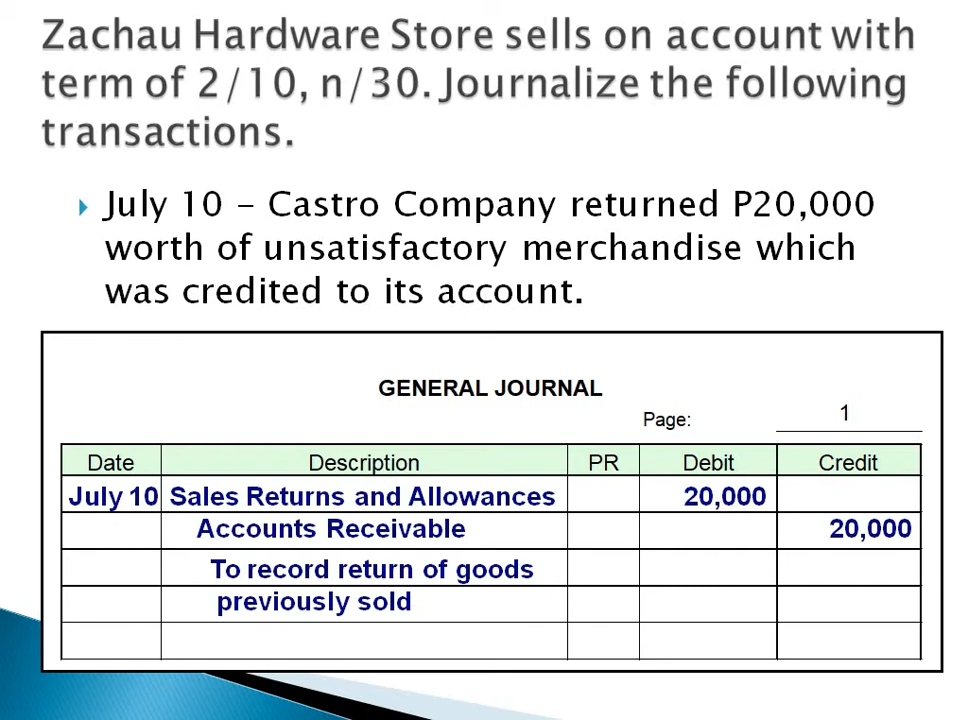 Zachau Hardware Store sells on account with
term of 2/10, n/30. Journalize the following
transactions.
July 10 – Castro Company returned P20,000
worth of unsatisfactory merchandise which
was credited to its account.
GENERAL JOURNAL
Page: 1
Date Description PR Debit Credit
July 10 Sales Returns and Allowances 20,000
Accounts Receivable 20,000
To record return of goods
previously sold